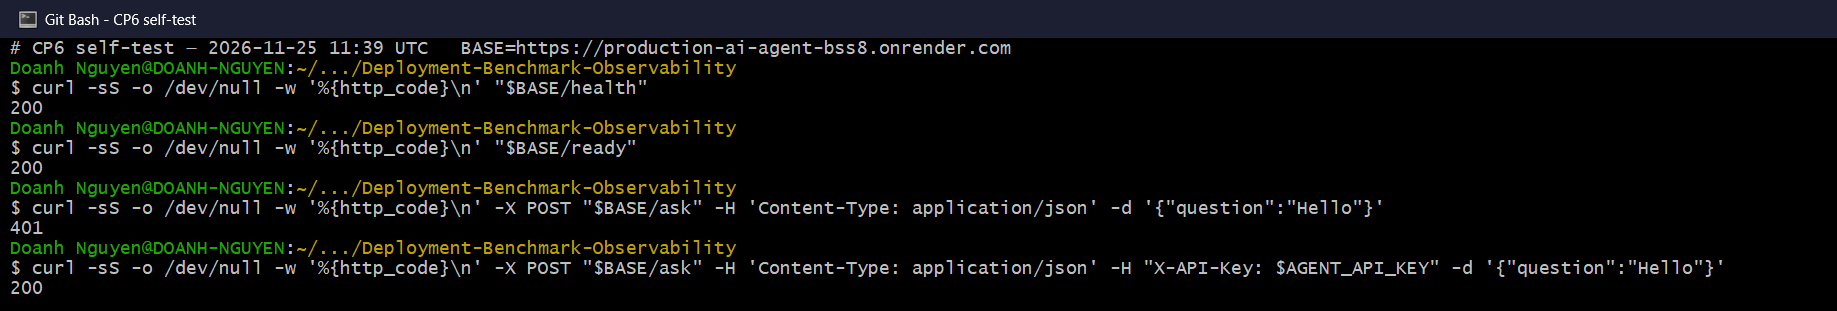 Git Bash - CP6 self-test
# CP6 self-test — 2026-11-25 11:39 UTC   BASE=https://production-ai-agent-bss8.onrender.com
Doanh Nguyen@DOANH-NGUYEN:~/.../Deployment-Benchmark-Observability
$ curl -sS -o /dev/null -w '%{http_code}\n' "$BASE/health"
200
Doanh Nguyen@DOANH-NGUYEN:~/.../Deployment-Benchmark-Observability
$ curl -sS -o /dev/null -w '%{http_code}\n' "$BASE/ready"
200
Doanh Nguyen@DOANH-NGUYEN:~/.../Deployment-Benchmark-Observability
$ curl -sS -o /dev/null -w '%{http_code}\n' -X POST "$BASE/ask" -H 'Content-Type: application/json' -d '{"question":"Hello"}'
401
Doanh Nguyen@DOANH-NGUYEN:~/.../Deployment-Benchmark-Observability
$ curl -sS -o /dev/null -w '%{http_code}\n' -X POST "$BASE/ask" -H 'Content-Type: application/json' -H "X-API-Key: $AGENT_API_KEY" -d '{"question":"Hello"}'
200